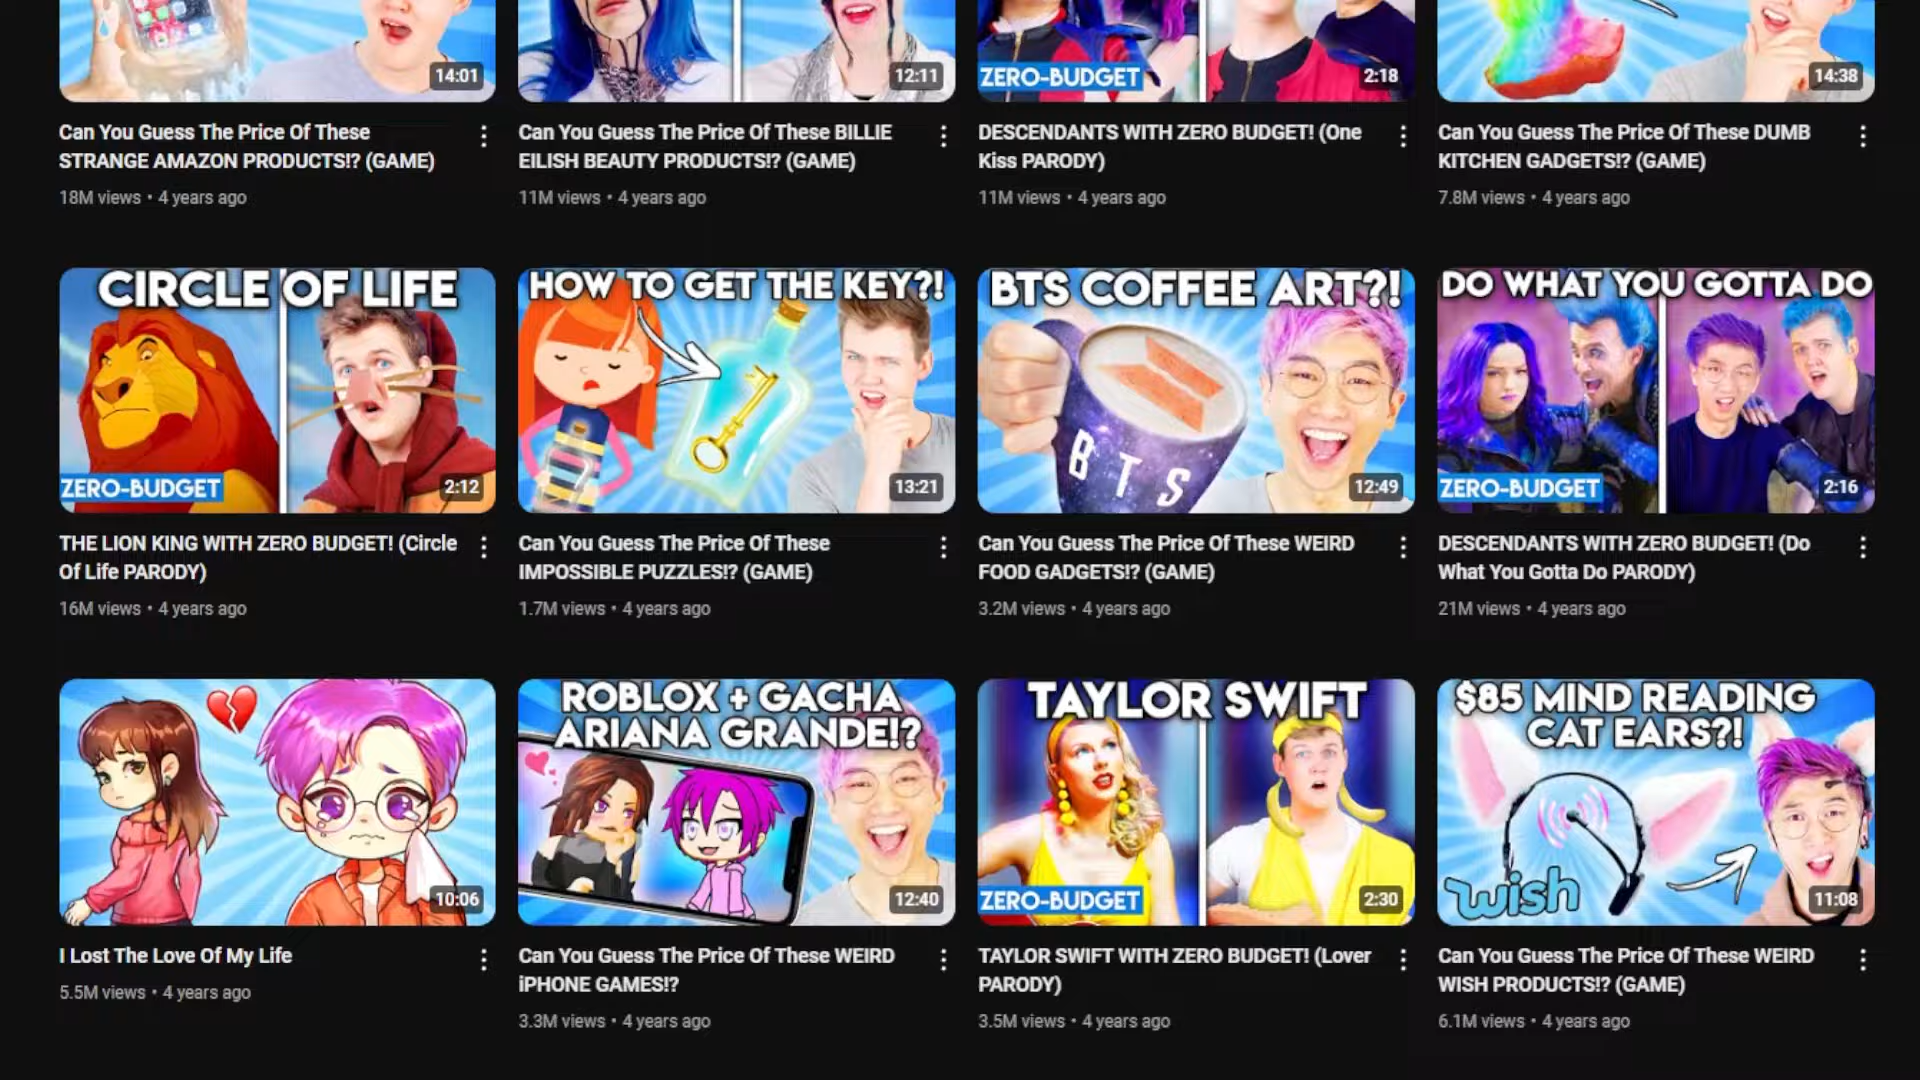 14:01
12:11
ZERO-BUDGET
2:18
14:38
Can You Guess The Price Of These
STRANGE AMAZON PRODUCTS!? (GAME)
18M views • 4 years ago
Can You Guess The Price Of These BILLIE
EILISH BEAUTY PRODUCTS!? (GAME)
11M views • 4 years ago
DESCENDANTS WITH ZERO BUDGET! (One
Kiss PARODY)
11M views • 4 years ago
Can You Guess The Price Of These DUMB
KITCHEN GADGETS!? (GAME)
7.8M views • 4 years ago
CIRCLE OF LIFE
ZERO-BUDGET
2:12
HOW TO GET THE KEY?!
13:21
BTS COFFEE ART?!
BTS
12:49
DO WHAT YOU GOTTA DO
ZERO-BUDGET
2:16
THE LION KING WITH ZERO BUDGET! (Circle
Of Life PARODY)
16M views • 4 years ago
Can You Guess The Price Of These
IMPOSSIBLE PUZZLES!? (GAME)
1.7M views • 4 years ago
Can You Guess The Price Of These WEIRD
FOOD GADGETS!? (GAME)
3.2M views • 4 years ago
DESCENDANTS WITH ZERO BUDGET! (Do
What You Gotta Do PARODY)
21M views • 4 years ago
10:06
ROBLOX + GACHA
ARIANA GRANDE!?
12:40
TAYLOR SWIFT
ZERO-BUDGET
2:30
$85 MIND READING
CAT EARS?!
wish
11:08
I Lost The Love Of My Life
5.5M views • 4 years ago
Can You Guess The Price Of These WEIRD
iPHONE GAMES!?
3.3M views • 4 years ago
TAYLOR SWIFT WITH ZERO BUDGET! (Lover
PARODY)
3.5M views • 4 years ago
Can You Guess The Price Of These WEIRD
WISH PRODUCTS!? (GAME)
6.1M views • 4 years ago